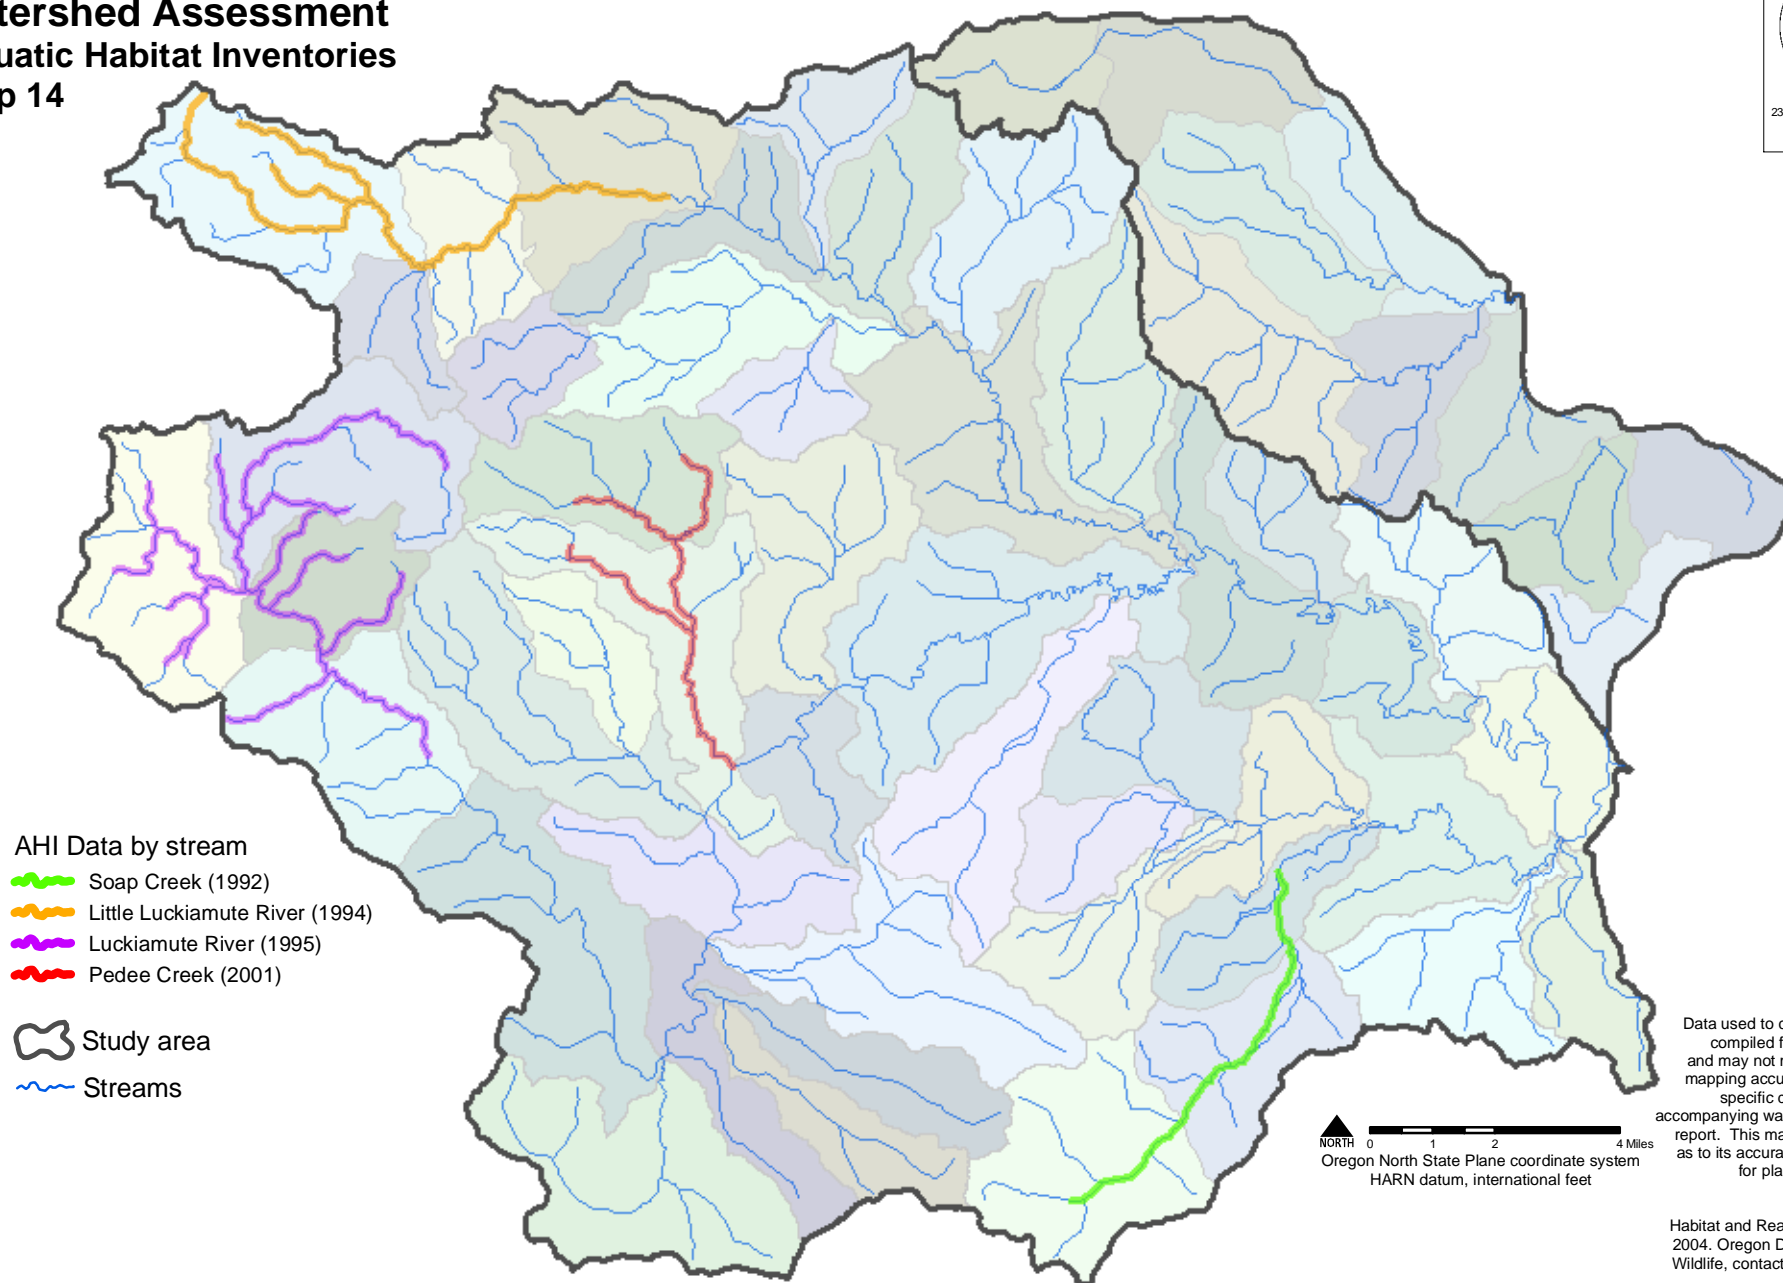 tershed Assessment
uatic Habitat Inventories
p 14
23
AHI Data by stream
Soap Creek (1992)
Little Luckiamute River (1994)
Luckiamute River (1995)
Pedee Creek (2001)
Study area
Streams
NORTH 0 1 2 4 Miles
Oregon North State Plane coordinate system
HARN datum, international feet
Data used to c
compiled f
and may not r
mapping accu
specific c
accompanying wa
report. This ma
as to its accura
for pla
Habitat and Rea
2004. Oregon D
Wildlife, contact